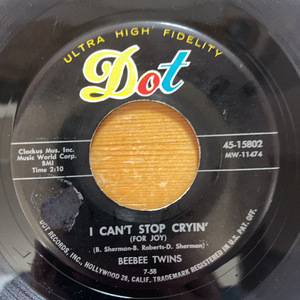 ULTRA HIGH FIDELITY
Dot
Clockus Mus. Inc.
Music World Corp.
BMI
Time 2:10
45-15802
MW-11474
I CAN'T STOP CRYIN'
(FOR JOY)
(B. Sherman-B. Roberts-D. Sherman)
BEEBEE TWINS
7-58
DOT RECORDS, INC., HOLLYWOOD 28, CALIF. TRADEMARK REGISTERED U.S. PAT. OFF.